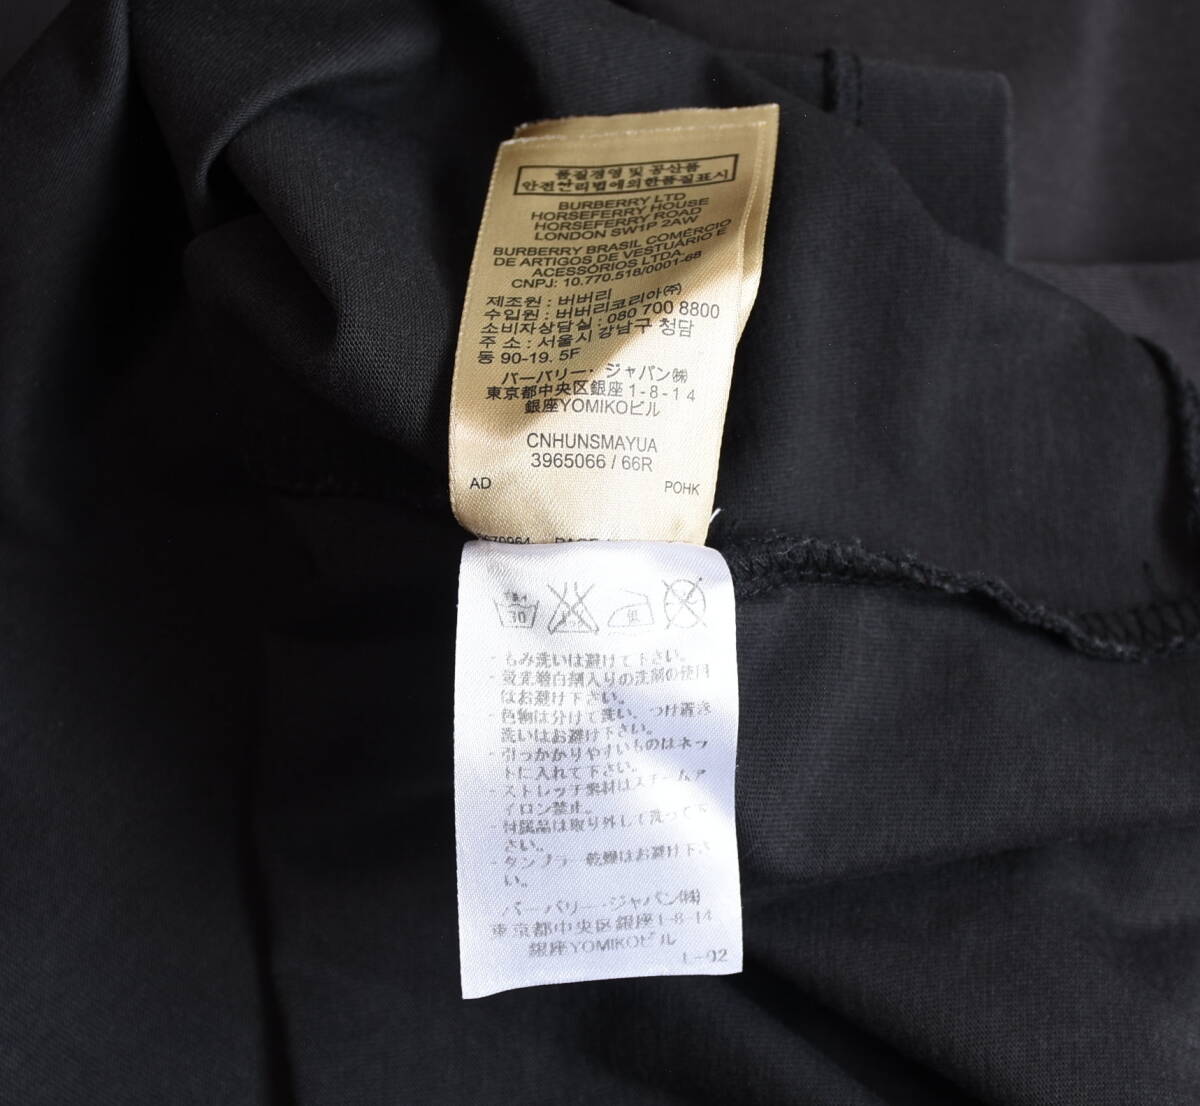 품질경영 및 공산품
안전관리법에의한품질표시
BURBERRY LTD
HORSEFERRY HOUSE
HORSEFERRY ROAD
LONDON SW1P 2AW
BURBERRY BRASIL COMÉRCIO
DE ARTIGOS DE VESTUÁRIO E
ACESSÓRIOS LTDA.
CNPJ: 10.770.518/0001-68
제조원 : 버버리
수입원 : 버버리코리아㈜
소비자상담실 : 080 700 8800
주 소 : 서울시 강남구 청담
동 90-19. 5F
バーバリー・ジャパン㈱
東京都中央区銀座1-8-14
銀座YOMIKOビル
CNHUNSMAYUA
3965066 / 66R
AD POHK
30
低
- もみ洗いは避けて下さい。
- 蛍光増白剤入りの洗剤の使用
はお避け下さい。
- 色物は分けて洗い、つけ置き
洗いはお避け下さい。
- 引っかかりやすいものはネッ
トに入れて下さい。
- ストレッチ素材はスチームア
イロン禁止。
- 付属品は取り外して洗って下
さい。
- タンブラー乾燥はお避け下さ
い。
バーバリー・ジャパン㈱
東京都中央区銀座1-8-14
銀座YOMIKOビル
L-02